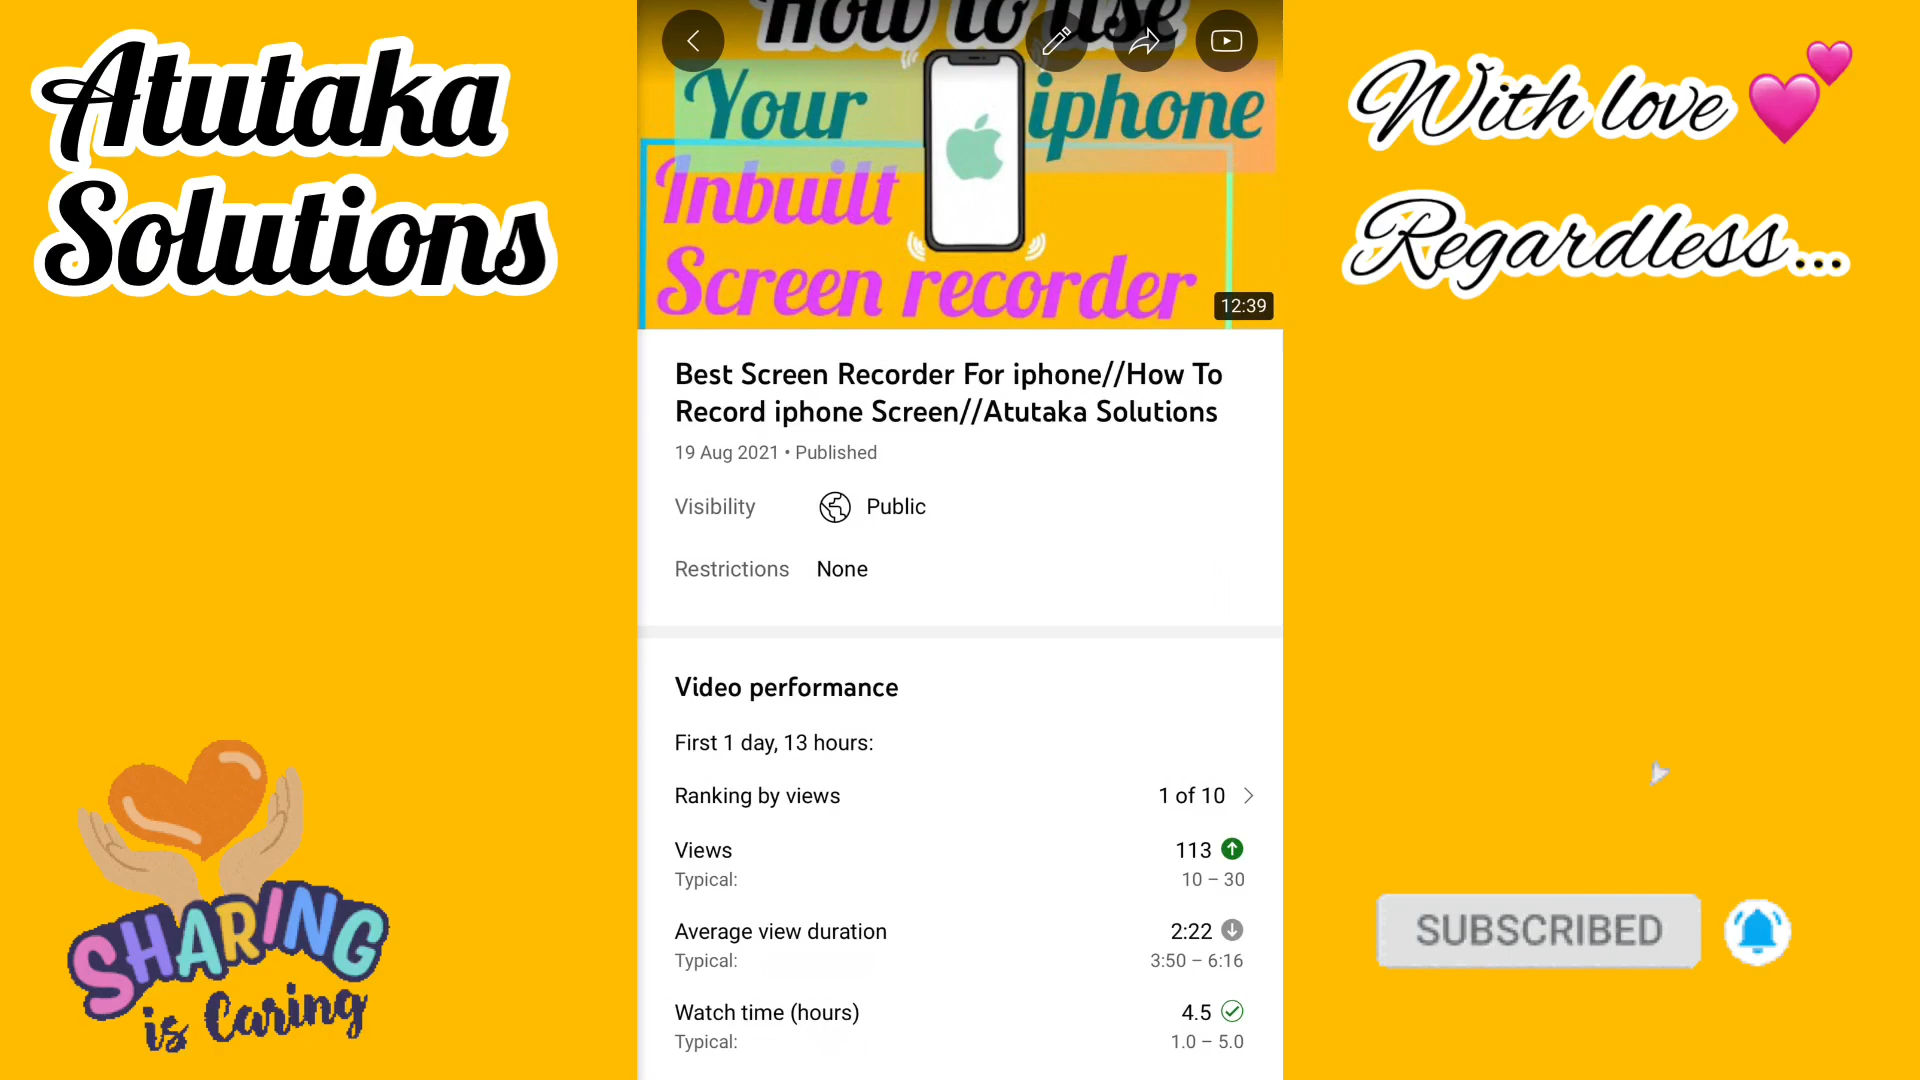 Atutaka
Solutions
How to use
Your iphone
Inbuilt
Screen recorder
12:39
Best Screen Recorder For iphone//How To
Record iphone Screen//Atutaka Solutions
19 Aug 2021 • Published
Visibility Public
Restrictions None
Video performance
First 1 day, 13 hours:
Ranking by views 1 of 10
Views 113
Typical: 10 – 30
Average view duration 2:22
Typical: 3:50 – 6:16
Watch time (hours) 4.5
Typical: 1.0 – 5.0
With love
Regardless...
SHARING
is Caring
SUBSCRIBED